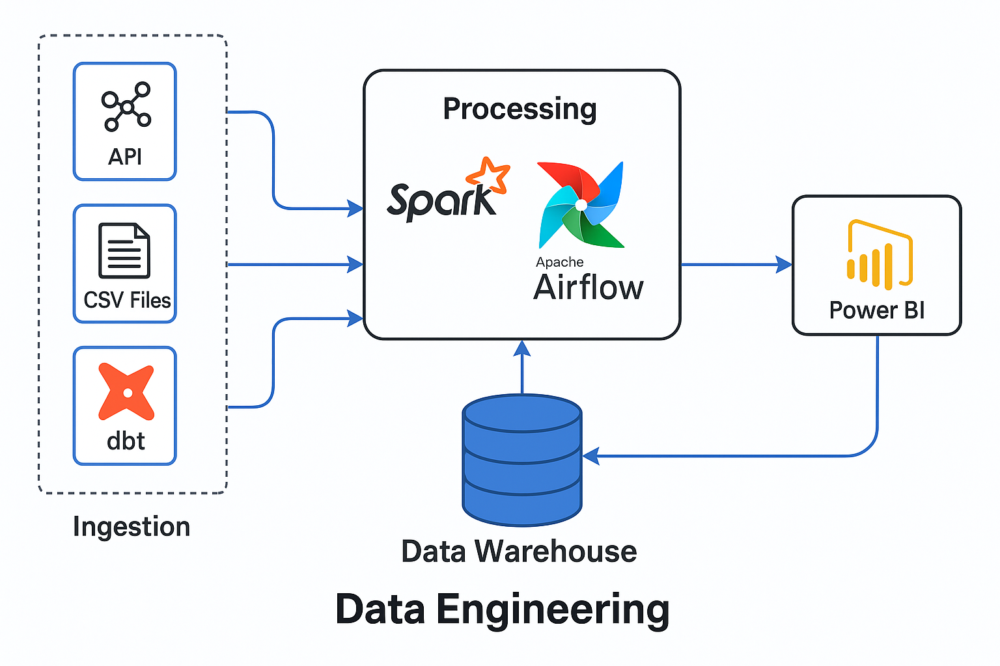 API
CSV Files
dbt
Ingestion
Processing
Spark
Apache
Airflow
Power BI
Data Warehouse
Data Engineering